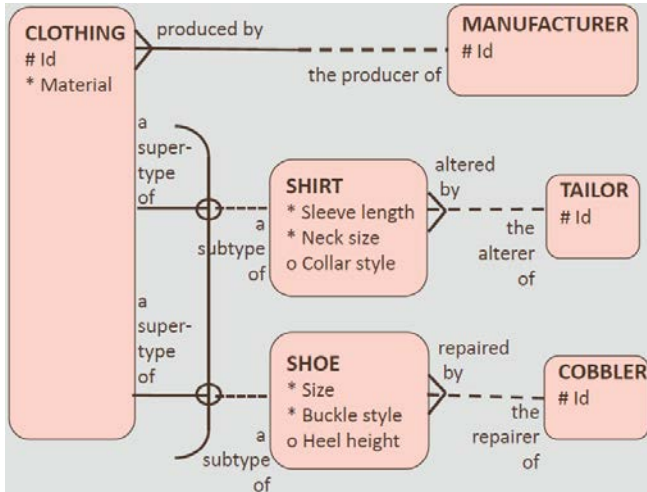 CLOTHING
# Id
* Material
produced by
the producer of
MANUFACTURER
# Id
a
super-
type
of
SHIRT
* Sleeve length
* Neck size
o Collar style
a
subtype
of
altered
by
the
alterer
of
TAILOR
# Id
a
super-
type
of
SHOE
* Size
* Buckle style
o Heel height
a
subtype
of
repaired
by
the
repairer
of
COBBLER
# Id